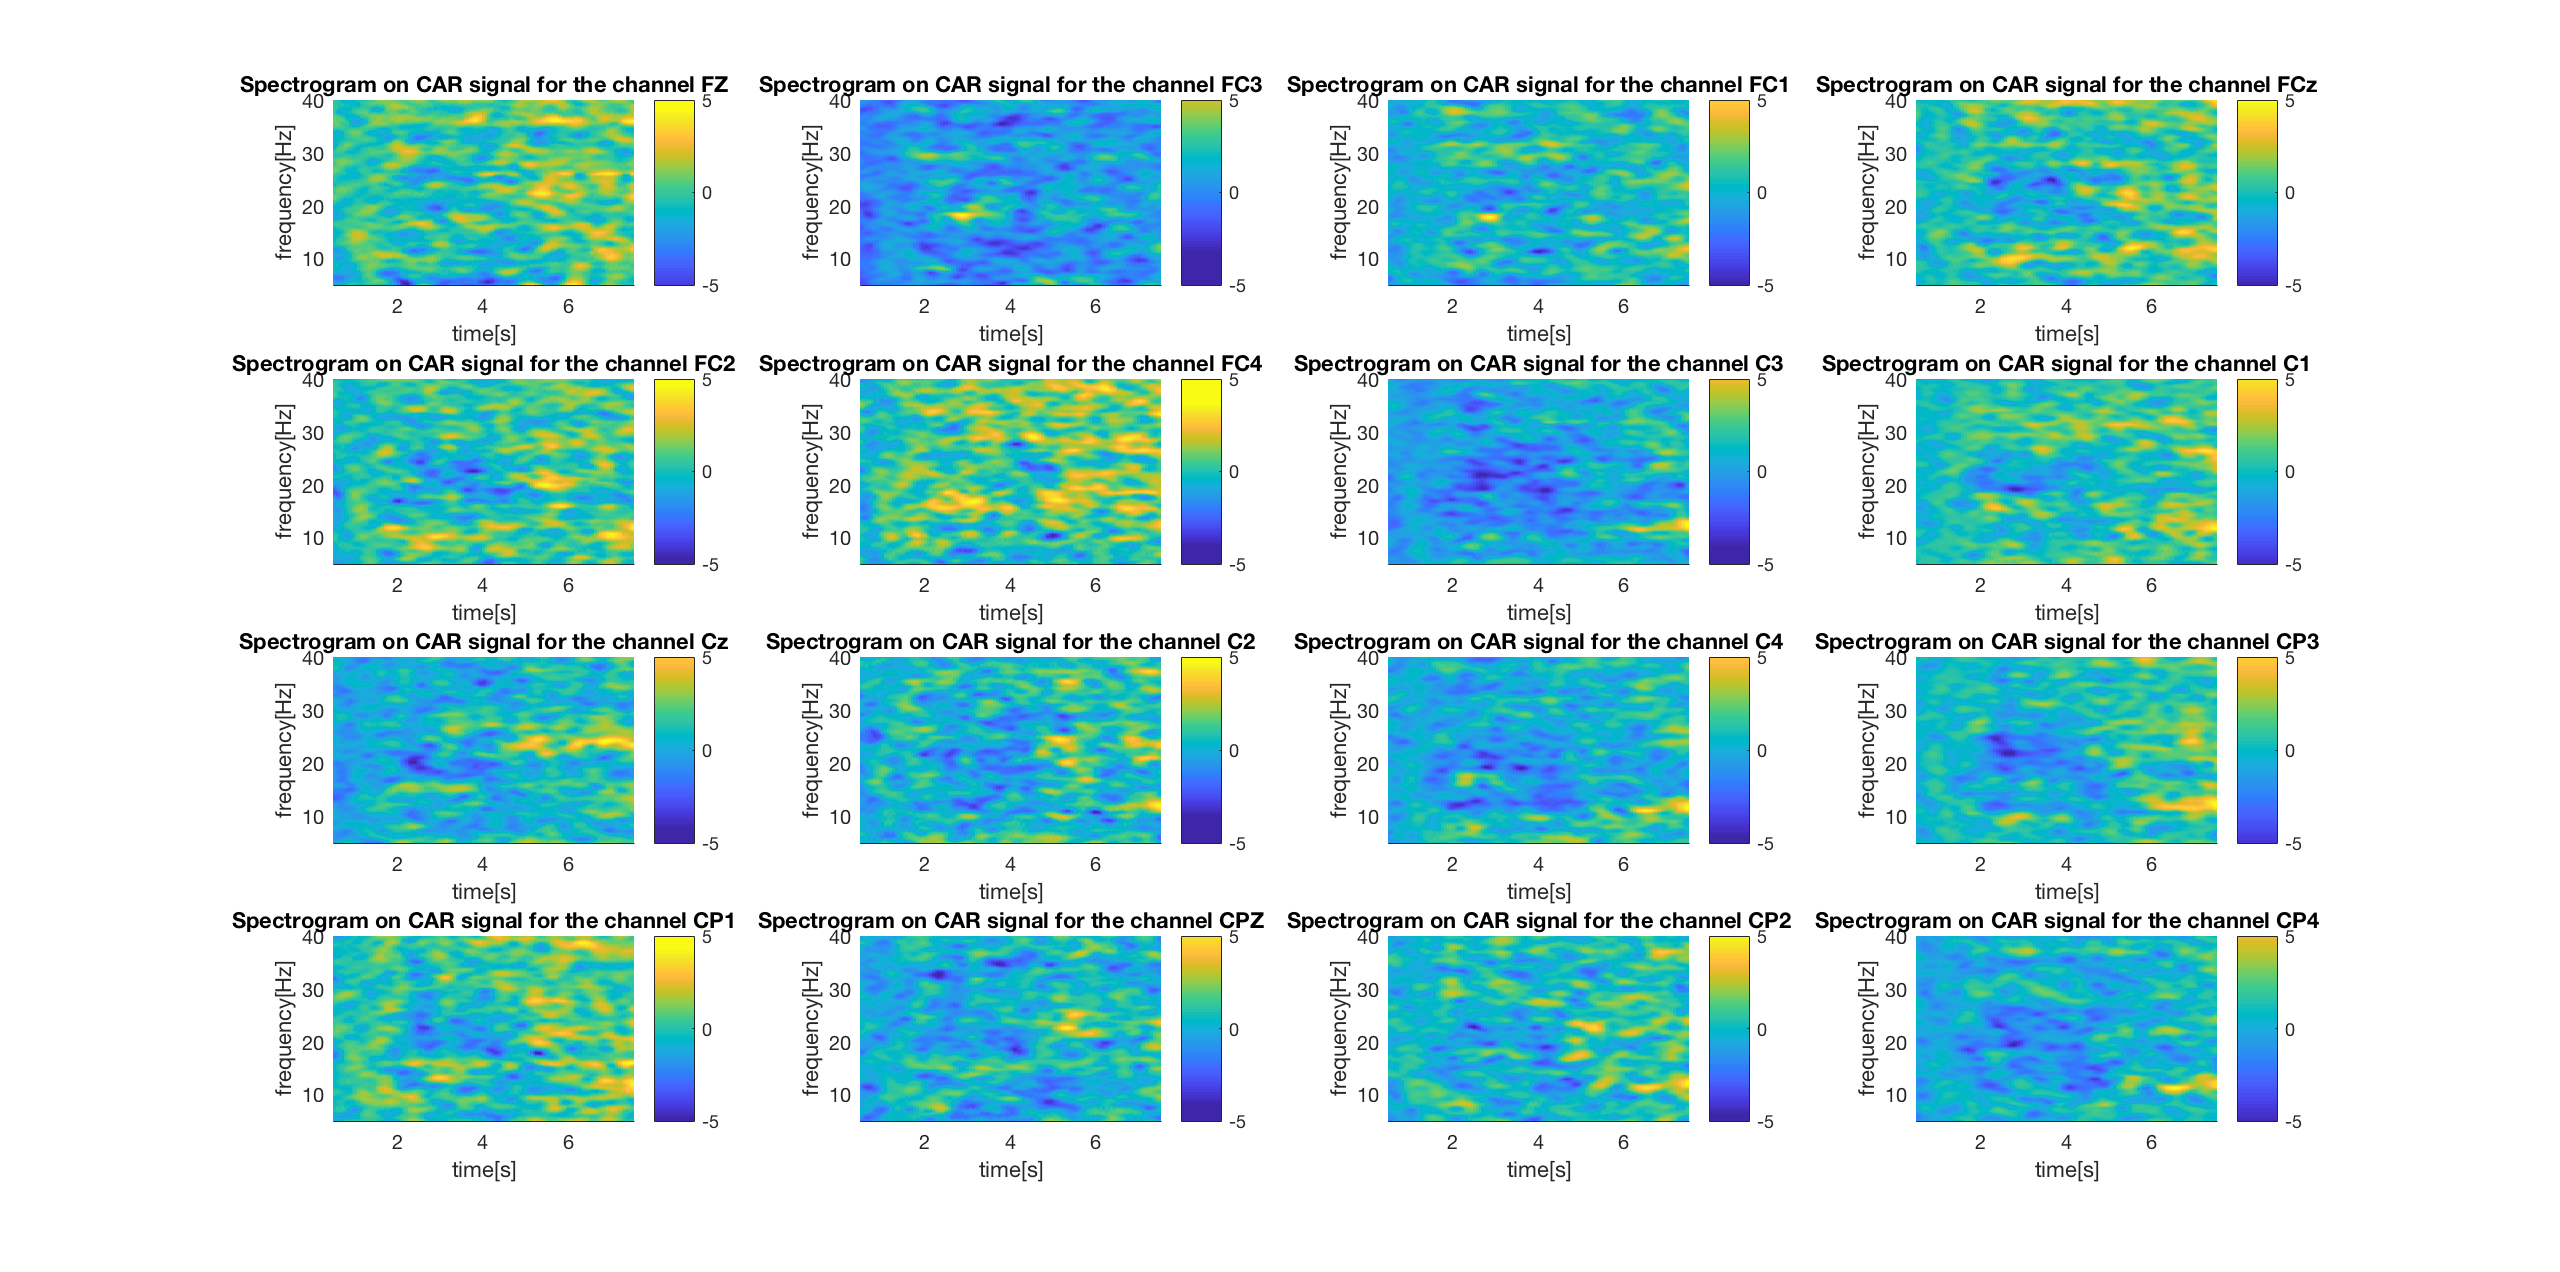 Spectrogram on CAR signal for the channel FZ
40
30
20
10
frequency[Hz]
2 4 6
time[s]
5
0
-5
Spectrogram on CAR signal for the channel FC3
40
30
20
10
frequency[Hz]
2 4 6
time[s]
5
0
-5
Spectrogram on CAR signal for the channel FC1
40
30
20
10
frequency[Hz]
2 4 6
time[s]
5
0
-5
Spectrogram on CAR signal for the channel FCz
40
30
20
10
frequency[Hz]
2 4 6
time[s]
5
0
-5
Spectrogram on CAR signal for the channel FC2
40
30
20
10
frequency[Hz]
2 4 6
time[s]
5
0
-5
Spectrogram on CAR signal for the channel FC4
40
30
20
10
frequency[Hz]
2 4 6
time[s]
5
0
-5
Spectrogram on CAR signal for the channel C3
40
30
20
10
frequency[Hz]
2 4 6
time[s]
5
0
-5
Spectrogram on CAR signal for the channel C1
40
30
20
10
frequency[Hz]
2 4 6
time[s]
5
0
-5
Spectrogram on CAR signal for the channel Cz
40
30
20
10
frequency[Hz]
2 4 6
time[s]
5
0
-5
Spectrogram on CAR signal for the channel C2
40
30
20
10
frequency[Hz]
2 4 6
time[s]
5
0
-5
Spectrogram on CAR signal for the channel C4
40
30
20
10
frequency[Hz]
2 4 6
time[s]
5
0
-5
Spectrogram on CAR signal for the channel CP3
40
30
20
10
frequency[Hz]
2 4 6
time[s]
5
0
-5
Spectrogram on CAR signal for the channel CP1
40
30
20
10
frequency[Hz]
2 4 6
time[s]
5
0
-5
Spectrogram on CAR signal for the channel CPZ
40
30
20
10
frequency[Hz]
2 4 6
time[s]
5
0
-5
Spectrogram on CAR signal for the channel CP2
40
30
20
10
frequency[Hz]
2 4 6
time[s]
5
0
-5
Spectrogram on CAR signal for the channel CP4
40
30
20
10
frequency[Hz]
2 4 6
time[s]
5
0
-5